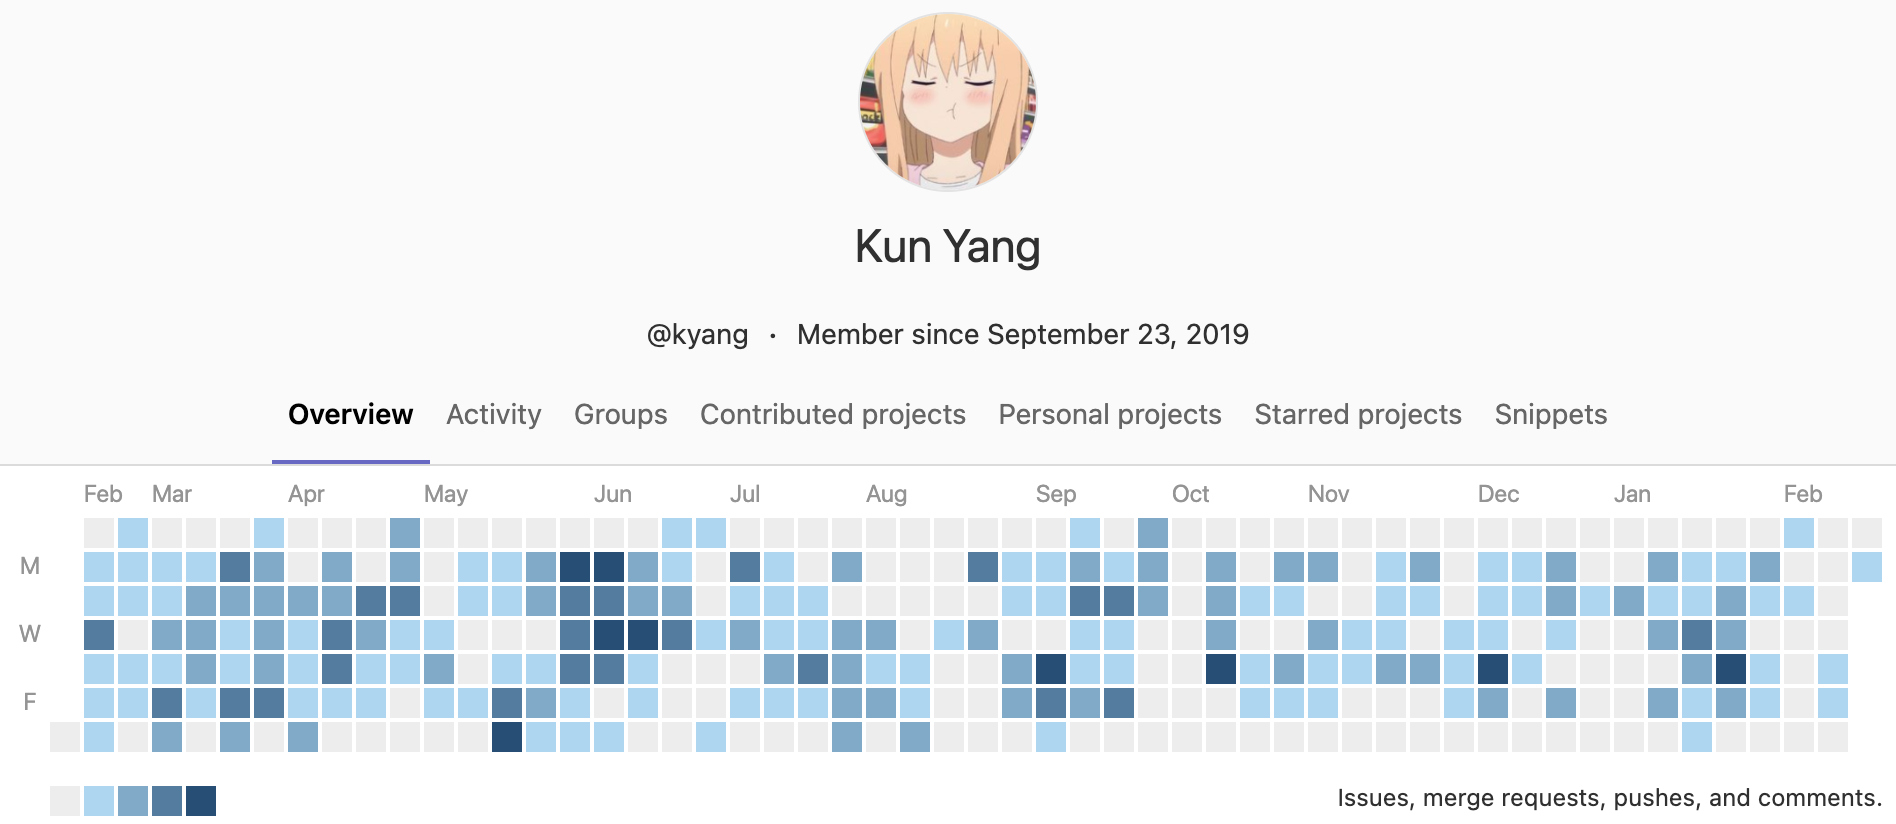 Kun Yang
@kyang · Member since September 23, 2019
Overview Activity Groups Contributed projects Personal projects Starred projects Snippets
Feb Mar Apr May Jun Jul Aug Sep Oct Nov Dec Jan Feb
M
W
F
Issues, merge requests, pushes, and comments.